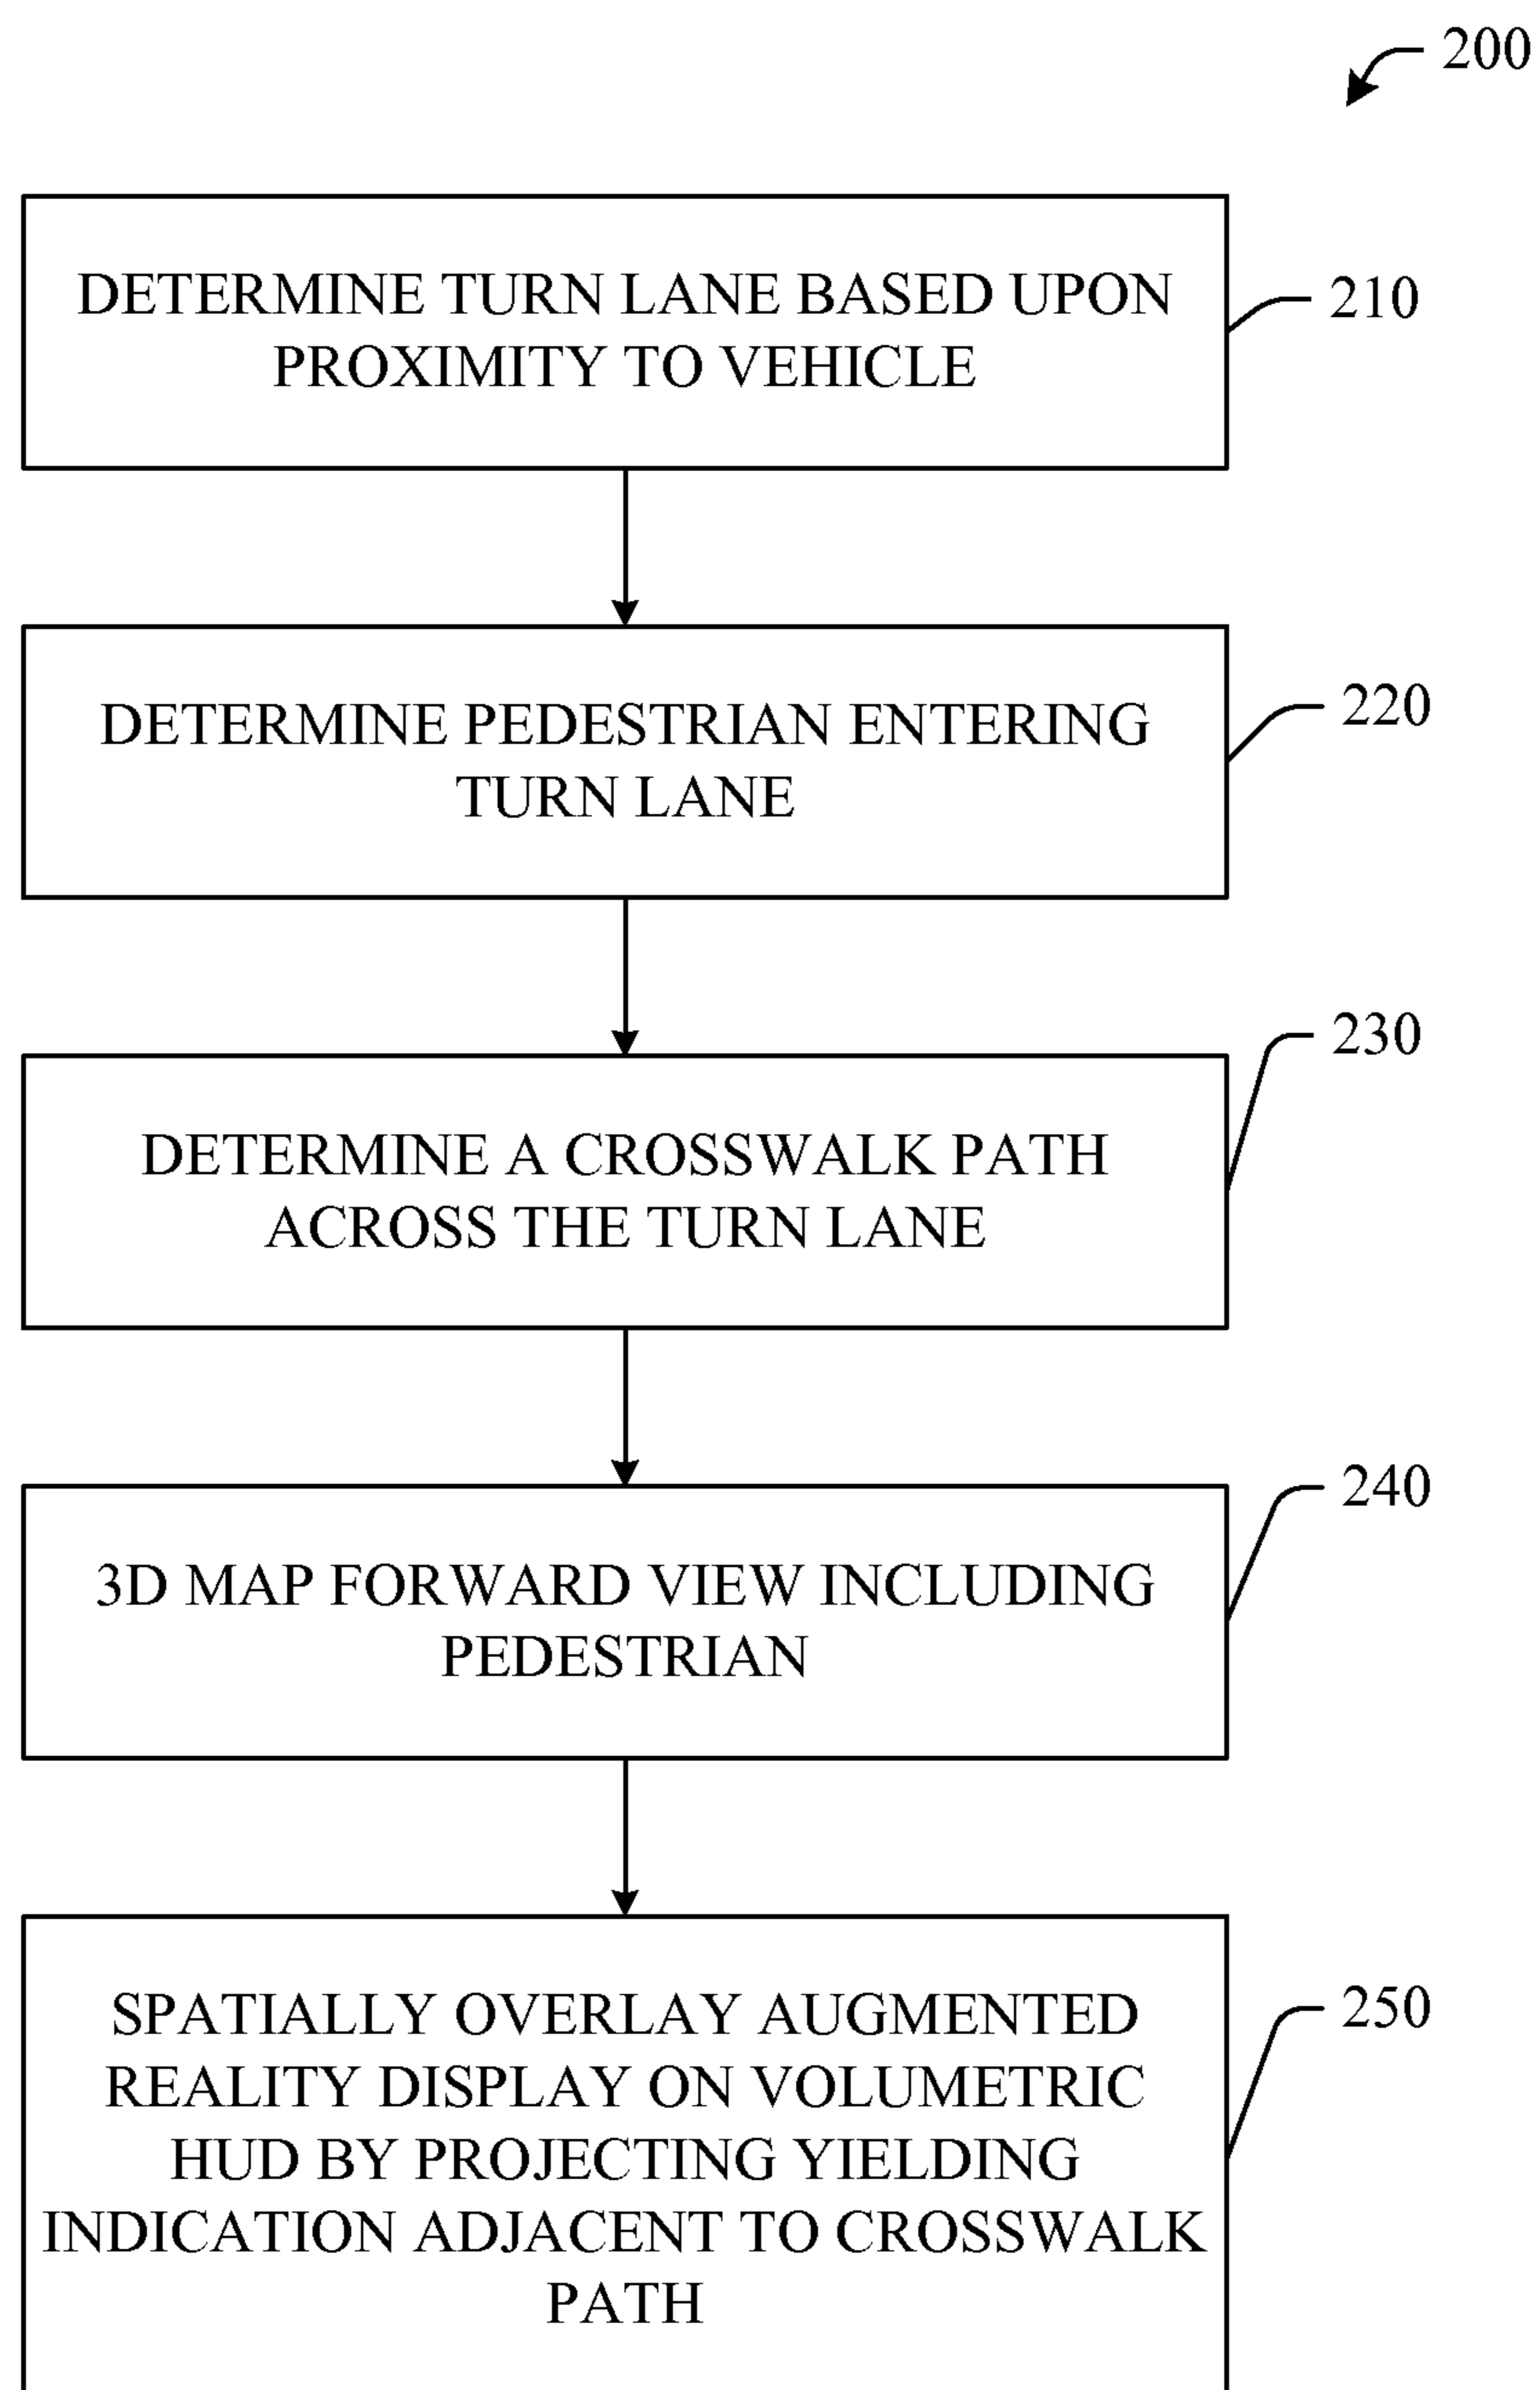 200
DETERMINE TURN LANE BASED UPON
PROXIMITY TO VEHICLE
210
DETERMINE PEDESTRIAN ENTERING
TURN LANE
220
DETERMINE A CROSSWALK PATH
ACROSS THE TURN LANE
230
3D MAP FORWARD VIEW INCLUDING
PEDESTRIAN
240
SPATIALLY OVERLAY AUGMENTED
REALITY DISPLAY ON VOLUMETRIC
HUD BY PROJECTING YIELDING
INDICATION ADJACENT TO CROSSWALK
PATH
250